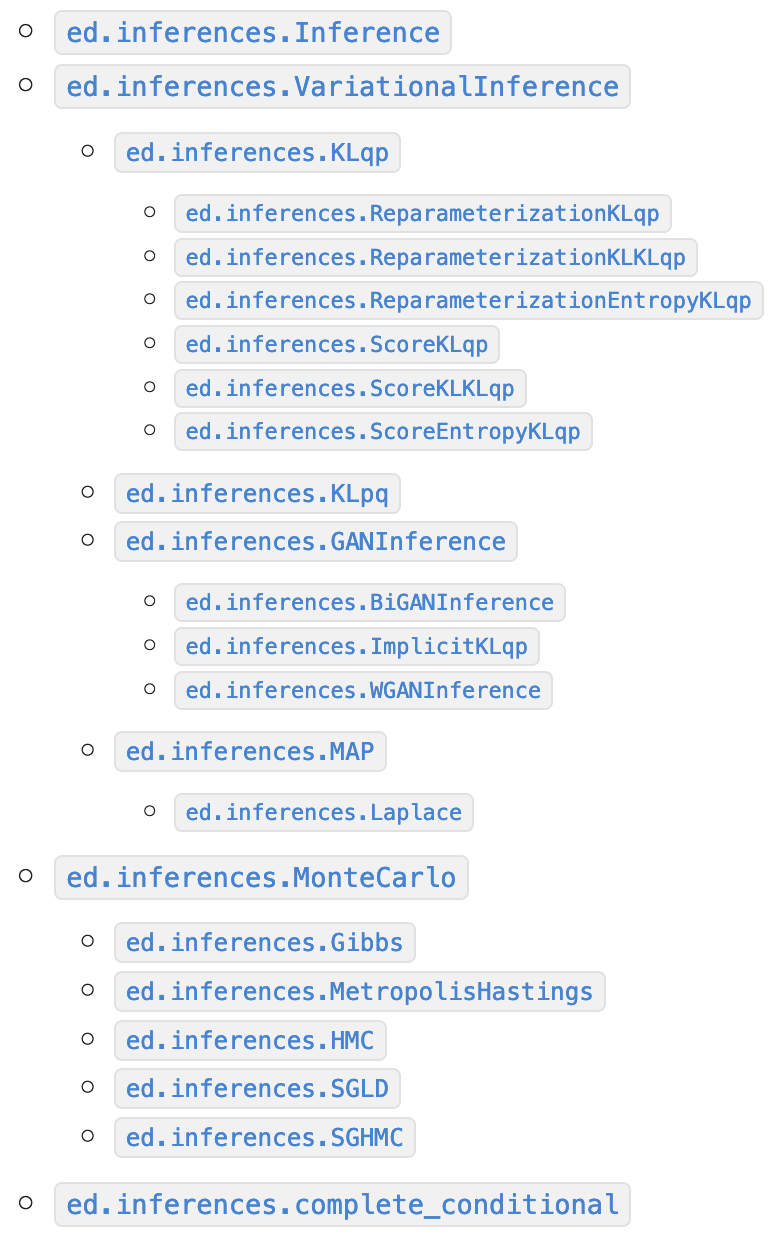 ed.inferences.Inference
ed.inferences.VariationalInference
ed.inferences.KLqp
ed.inferences.ReparameterizationKLqp
ed.inferences.ReparameterizationKLKLqp
ed.inferences.ReparameterizationEntropyKLqp
ed.inferences.ScoreKLqp
ed.inferences.ScoreKLKLqp
ed.inferences.ScoreEntropyKLqp
ed.inferences.KLpq
ed.inferences.GANInference
ed.inferences.BiGANInference
ed.inferences.ImplicitKLqp
ed.inferences.WGANInference
ed.inferences.MAP
ed.inferences.Laplace
ed.inferences.MonteCarlo
ed.inferences.Gibbs
ed.inferences.MetropolisHastings
ed.inferences.HMC
ed.inferences.SGLD
ed.inferences.SGHMC
ed.inferences.complete_conditional